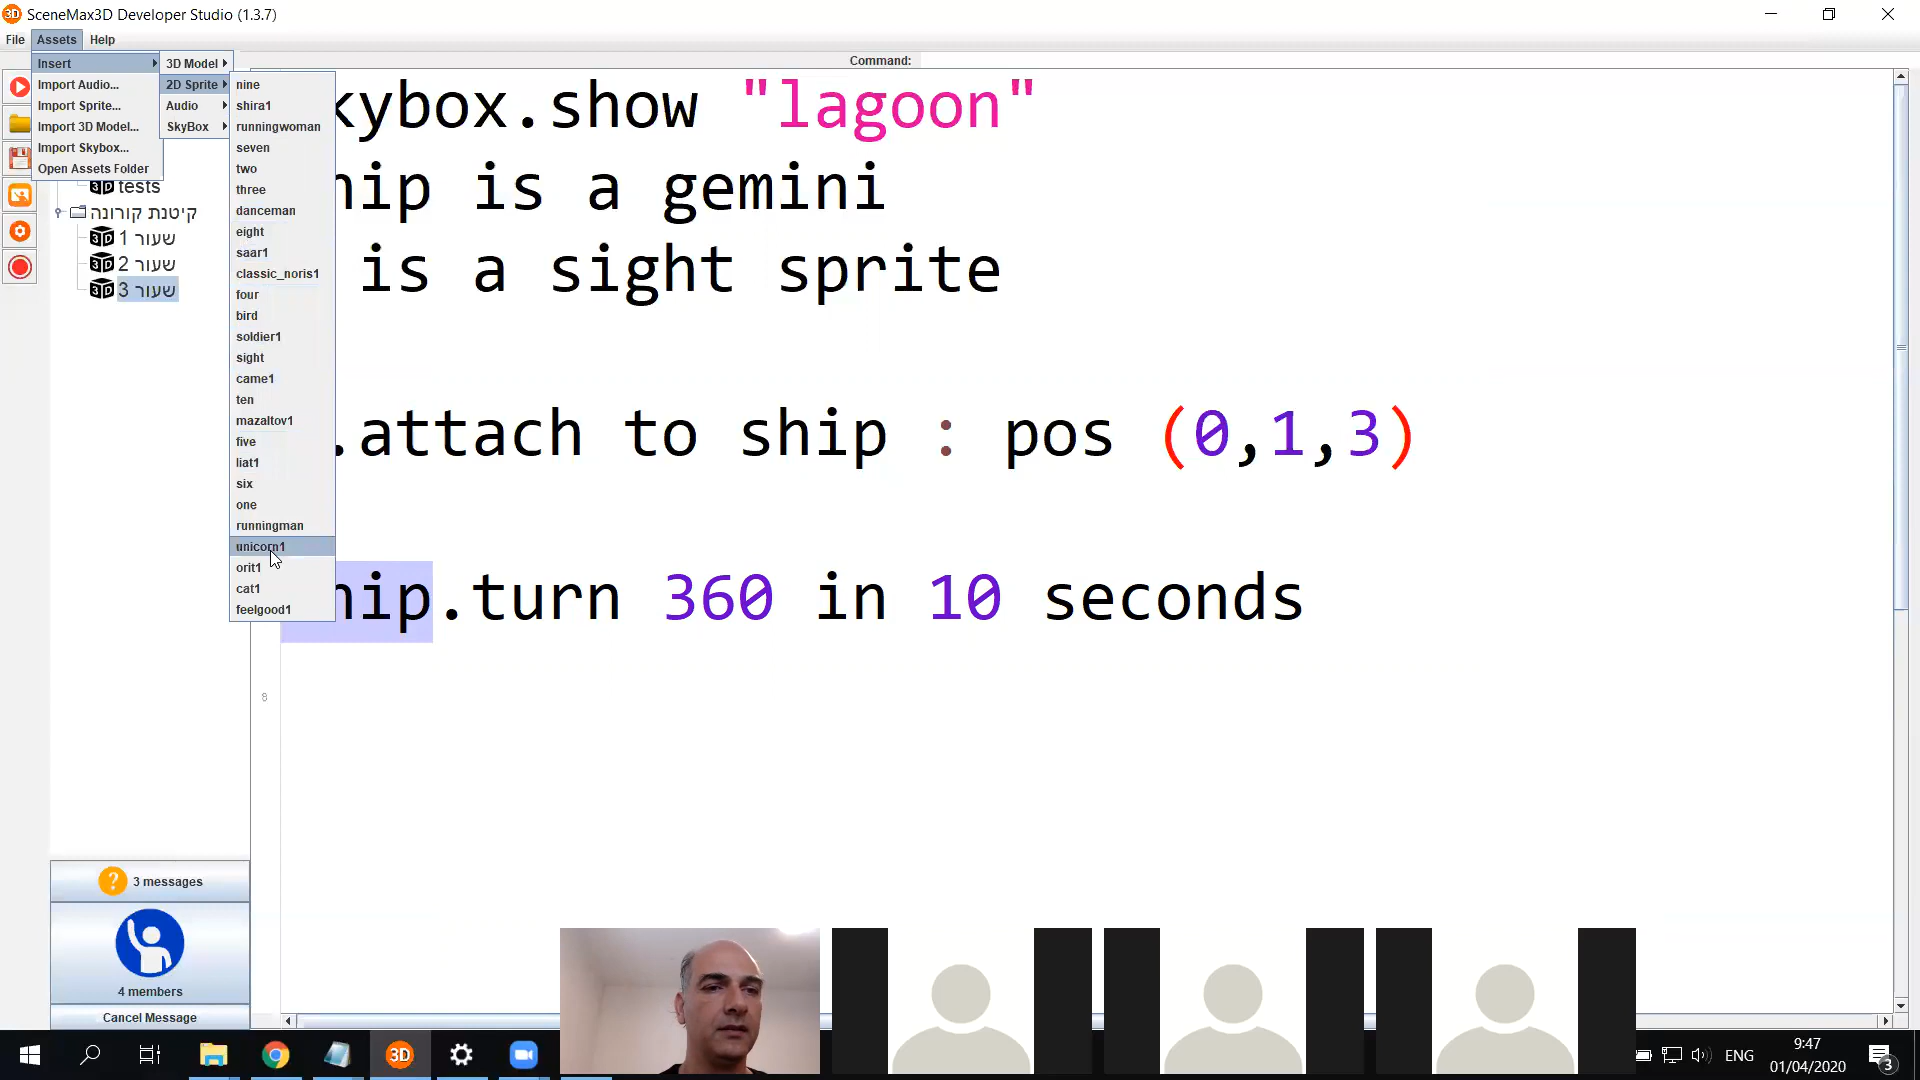 SceneMax3D Developer Studio (1.3.7)
File Assets Help
Insert
Import Audio...
Import Sprite...
Import 3D Model...
Import Skybox...
Open Assets Folder
3D Model
2D Sprite
Audio
SkyBox
nine
shira1
runningwoman
seven
two
three
danceman
eight
saar1
classic_noris1
four
bird
soldier1
sight
came1
ten
mazaltov1
five
liat1
six
one
runningman
unicorn1
orit1
cat1
feelgood1
tests
קיטנת קורונה
שעור 1
שעור 2
שעור 3
Command:
kybox.show "lagoon"
hip is a gemini
is a sight sprite
.attach to ship : pos (0,1,3)
hip.turn 360 in 10 seconds
8
3 messages
4 members
Cancel Message
3D
ENG
9:47
01/04/2020
3